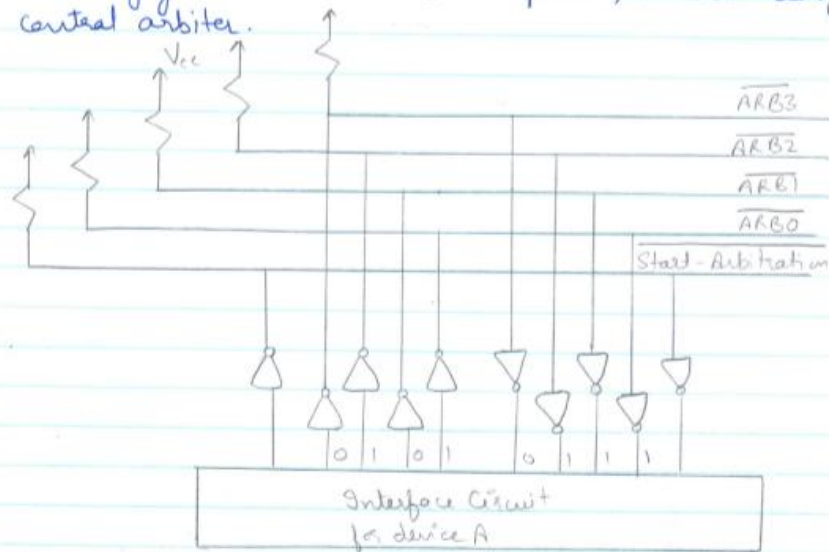 central arbiter.
Vcc
ARB3
ARB2
ARB1
ARB0
Start-Arbitration
0 1 0 1 0 1 1 1
Interface Circuit
for device A